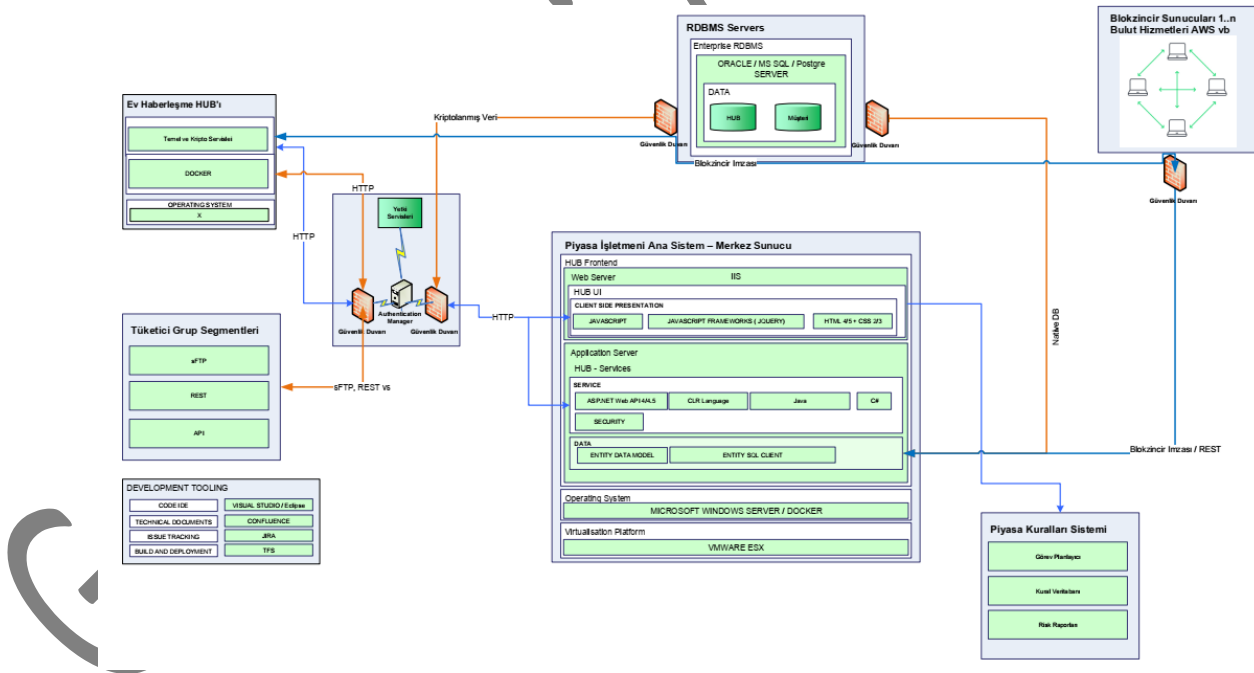 RDBMS Servers
Enterprise RDBMS
ORACLE / MS SQL / Postgre
SERVER
DATA
HUB
Müşteri
Güvenlik Duvarı
Güvenlik Duvarı
Blokzincir Sunucuları 1..n
Bulut Hizmetleri AWS vb
Güvenlik Duvarı
Kriptolanmış Veri
Blokzincir İmzası
Ev Haberleşme HUB'ı
Temel ve Kripto Servisleri
DOCKER
OPERATING SYSTEM
X
HTTP
HTTP
Yetki
Servisleri
Authentication
Manager
Güvenlik Duvarı
Güvenlik Duvarı
HTTP
Tüketici Grup Segmentleri
sFTP
REST
API
sFTP, REST vs
Piyasa İşletmeni Ana Sistem – Merkez Sunucu
HUB Frontend
Web Server
IIS
HUB UI
CLIENT SIDE PRESENTATION
JAVASCRIPT
JAVASCRIPT FRAMEWORKS ( JQUERY)
HTML 4/5 + CSS 2/3
Application Server
HUB - Services
SERVICE
ASP.NET Web API 4/4.5
CLR Language
Java
C#
SECURITY
DATA
ENTITY DATA MODEL
ENTITY SQL CLIENT
Operating System
MICROSOFT WINDOWS SERVER / DOCKER
Virtualisation Platform
VMWARE ESX
Native DB
Blokzincir İmzası / REST
DEVELOPMENT TOOLING
CODE IDE
VISUAL STUDIO / Eclipse
TECHNICAL DOCUMENTS
CONFLUENCE
ISSUE TRACKING
JIRA
BUILD AND DEPLOYMENT
TFS
Piyasa Kuralları Sistemi
Görev Planlayıcı
Kural Veritabanı
Risk Raporları